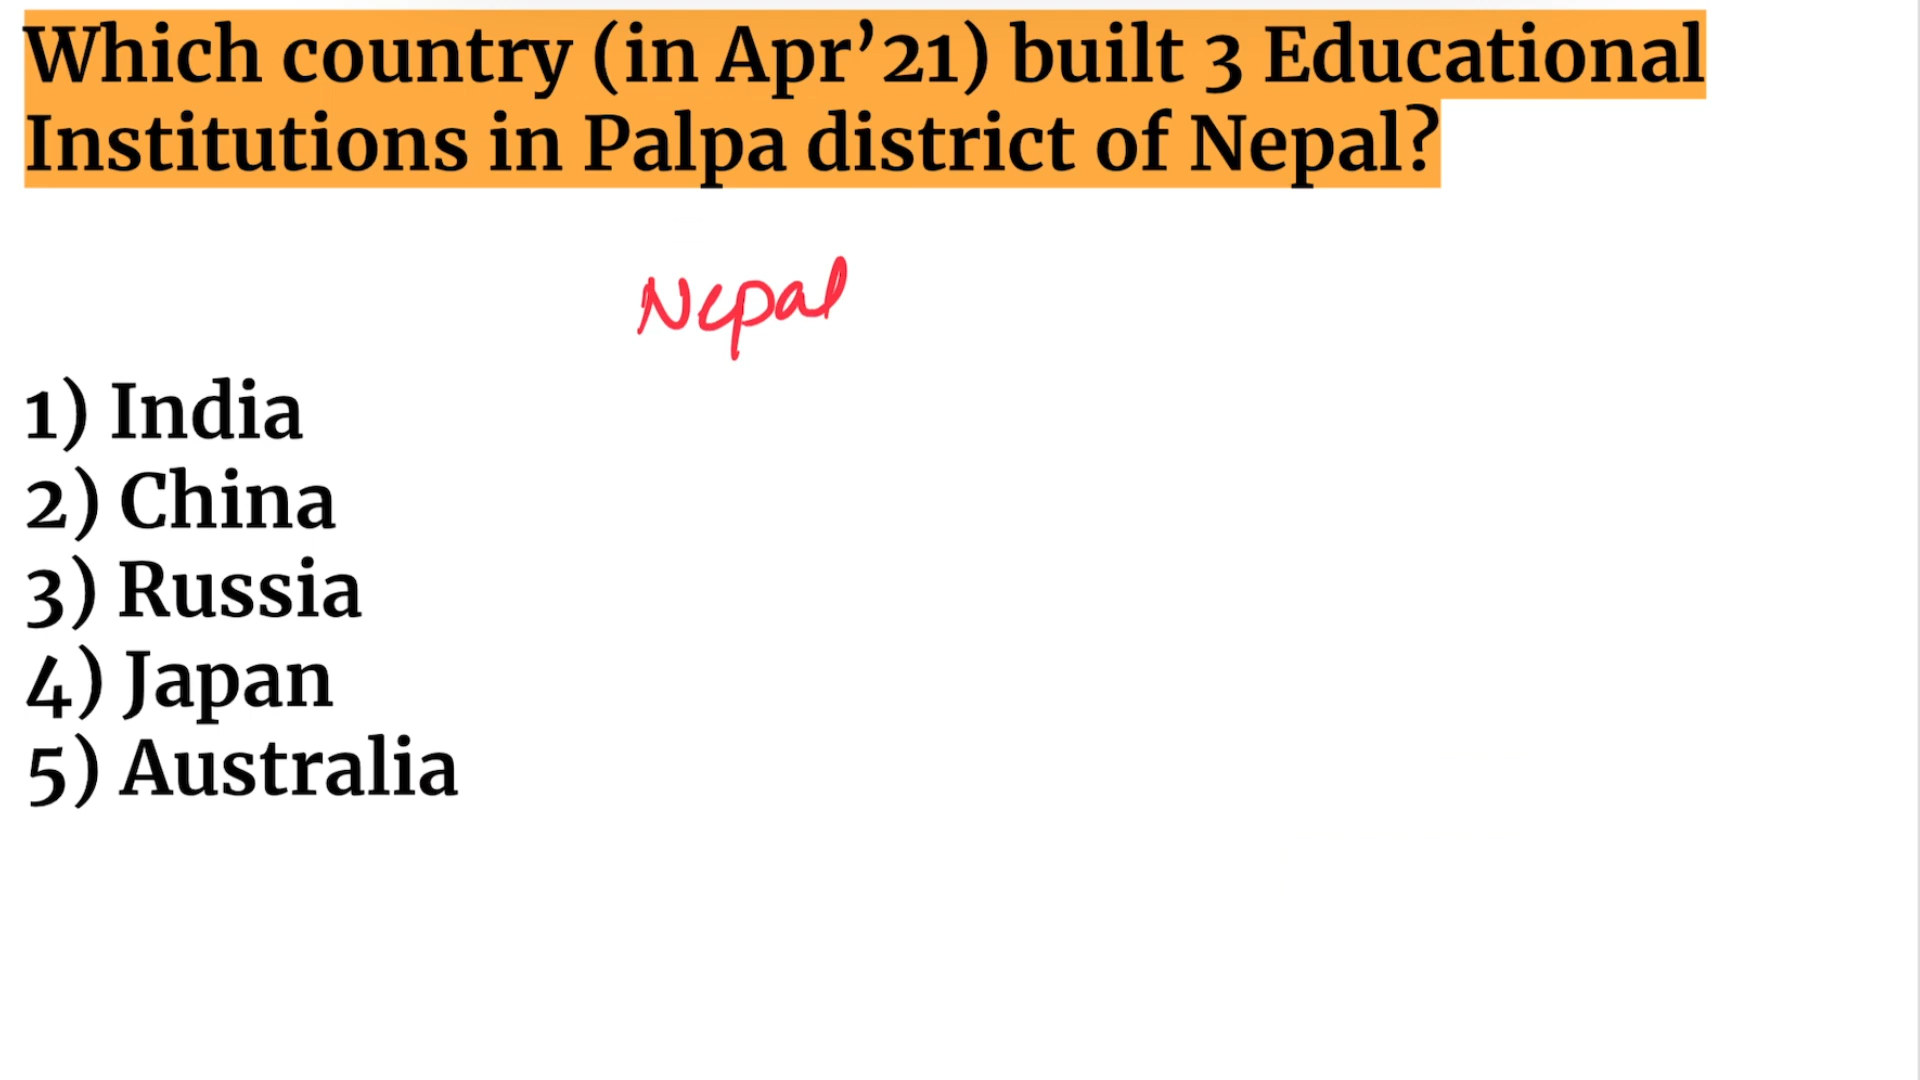 Which country (in Apr’21) built 3 Educational
Institutions in Palpa district of Nepal?
Nepal
1) India
2) China
3) Russia
4) Japan
5) Australia